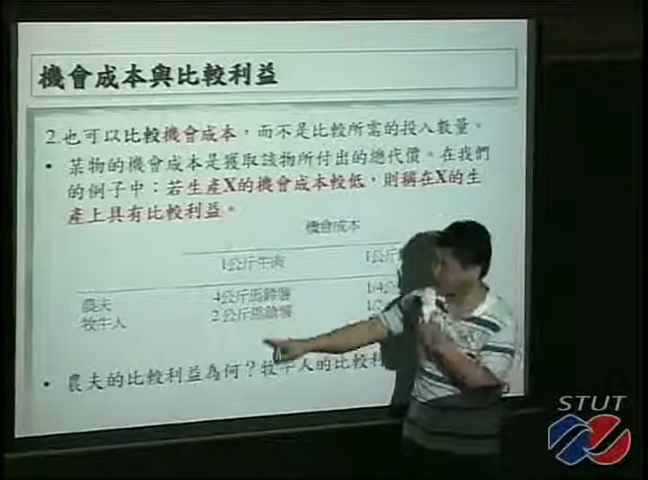 機會成本與比較利益
2.也可以比較機會成本，而不是比較所需的投入數量。
• 某物的機會成本是獲取該物所付出的總代價。在我們
的例子中：若生產X的機會成本較低，則稱在X的生
產上具有比較利益。
機會成本
1公斤牛肉 1公斤
農夫 4公斤馬鈴薯 1/4
牧牛人 2公斤馬鈴薯 1/2
• 農夫的比較利益為何？牧牛人的比較利
STUT